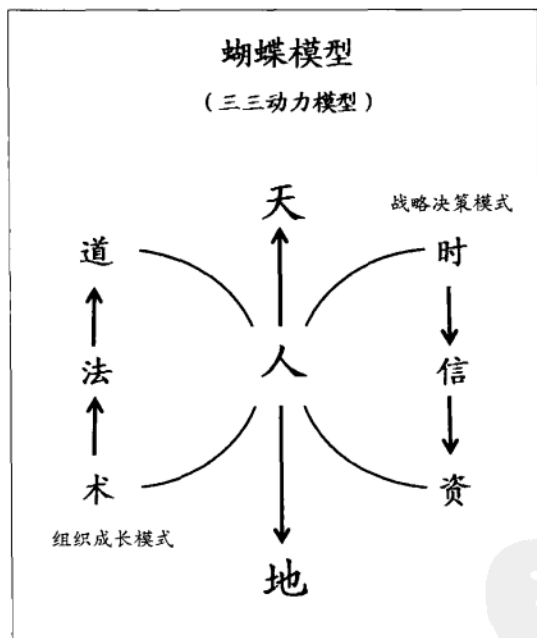 蝴蝶模型
（三三动力模型）
天
战略决策模式
道
时
法
人
信
术
资
组织成长模式
地